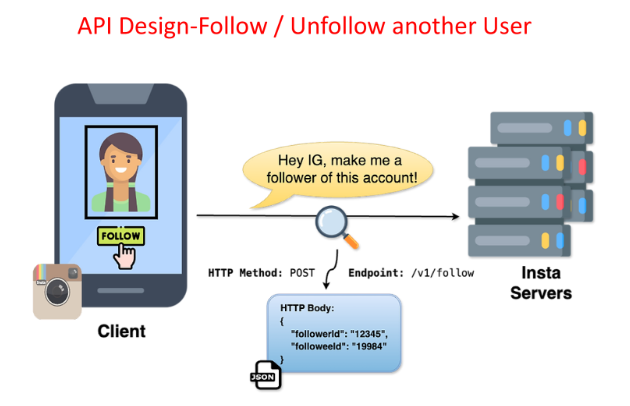 API Design-Follow / Unfollow another User
Hey IG, make me a
follower of this account!
FOLLOW
HTTP Method: POST Endpoint: /v1/follow
Insta
Servers
Client
HTTP Body:
{
"followerId": "12345",
"followeeId": "19984"
}
JSON